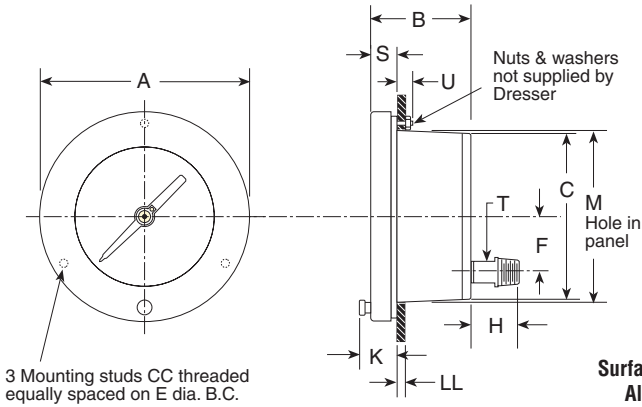 A
B
S
U
Nuts & washers
not supplied by
Dresser
T
C
M
Hole in
panel
F
H
K
LL
3 Mounting studs CC threaded
equally spaced on E dia. B.C.
Surfa
Al